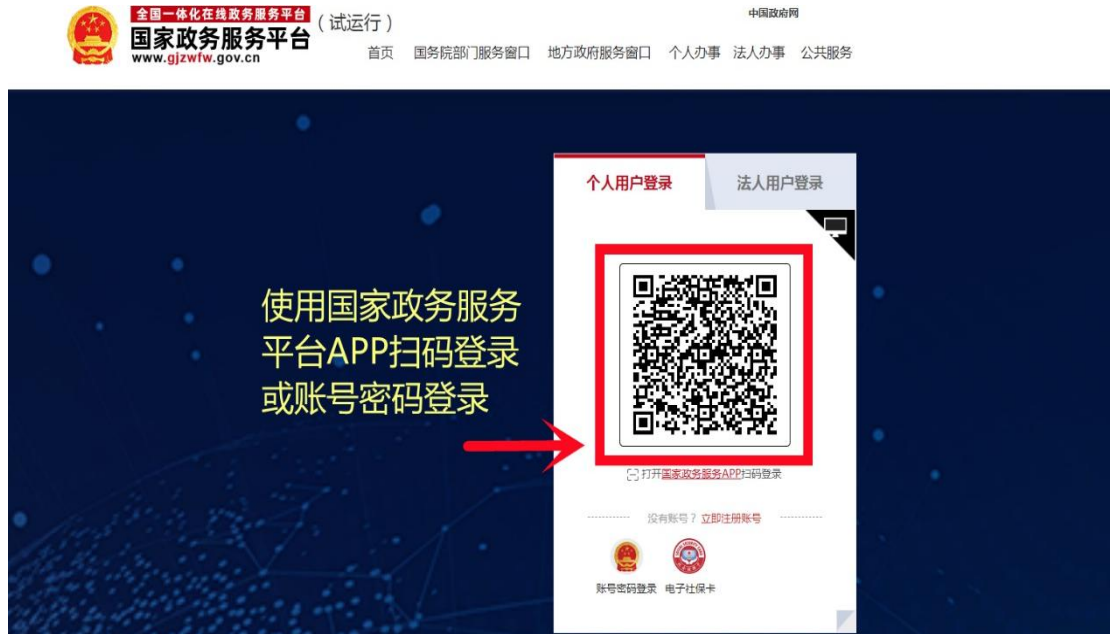 全国一体化在线政务服务平台
国家政务服务平台
www.gjzwfw.gov.cn
（试运行）
中国政府网
首页 国务院部门服务窗口 地方政府服务窗口 个人办事 法人办事 公共服务
个人用户登录 法人用户登录
使用国家政务服务
平台APP扫码登录
或账号密码登录
打开国家政务服务APP扫码登录
没有账号？立即注册账号
账号密码登录 电子社保卡